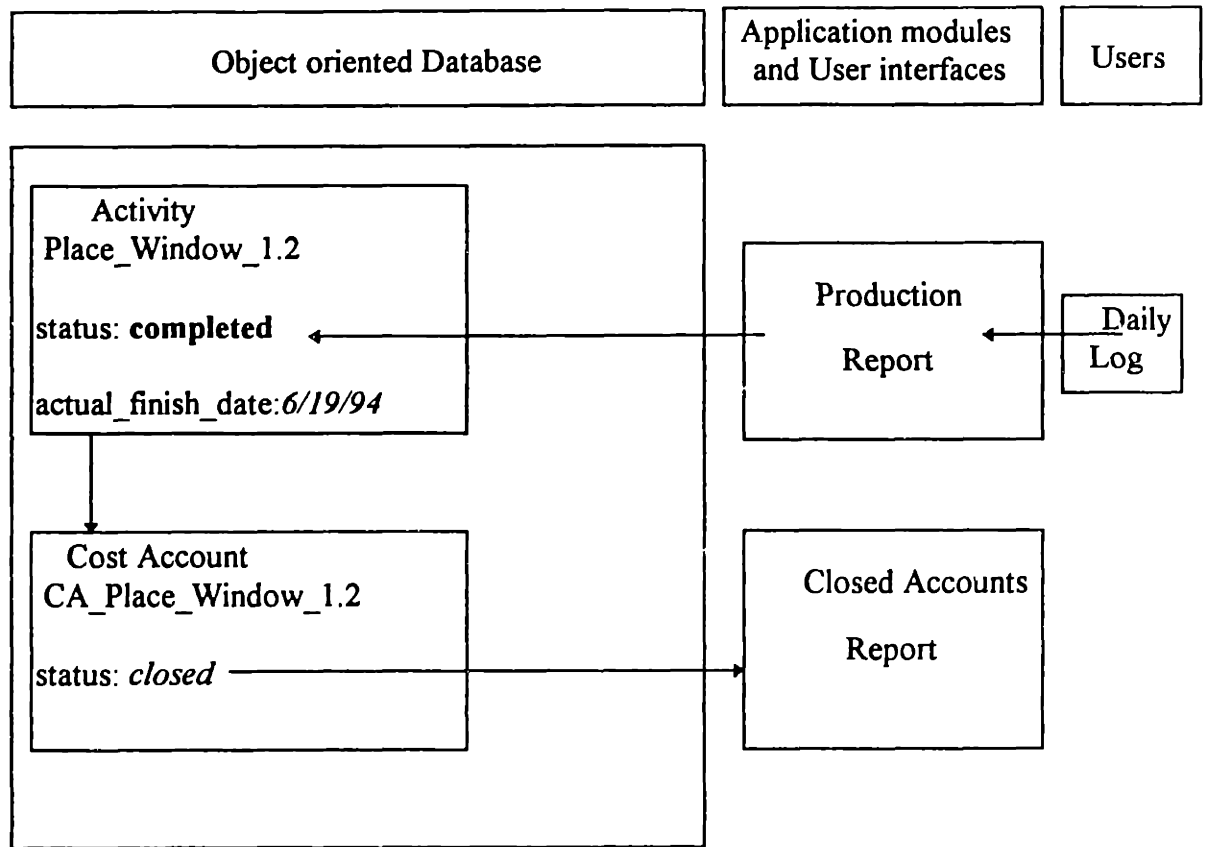 Object oriented Database
Application modules
and User interfaces
Users
Activity
Place_Window_1.2
status: completed
actual_finish_date:6/19/94
Production
Report
Daily
Log
Cost Account
CA_Place_Window_1.2
status: closed
Closed Accounts
Report